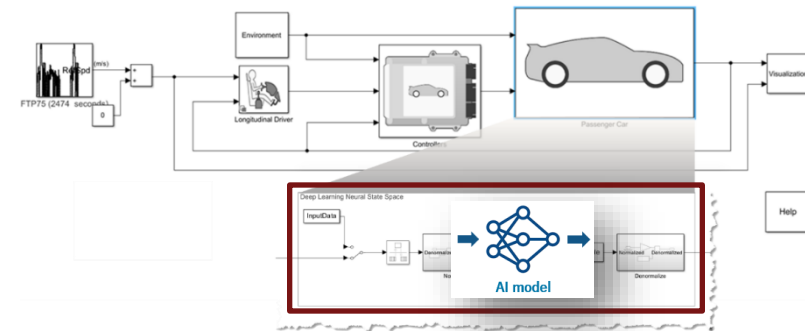 Environment
RefSpd
(m/s)
FTP75 (2474 seconds)
0
Longitudinal Driver
Passenger Car
Visualization
Deep Learning Neural State Space
InputData
AI model
Normalized Denormalized
Denormalize
Help